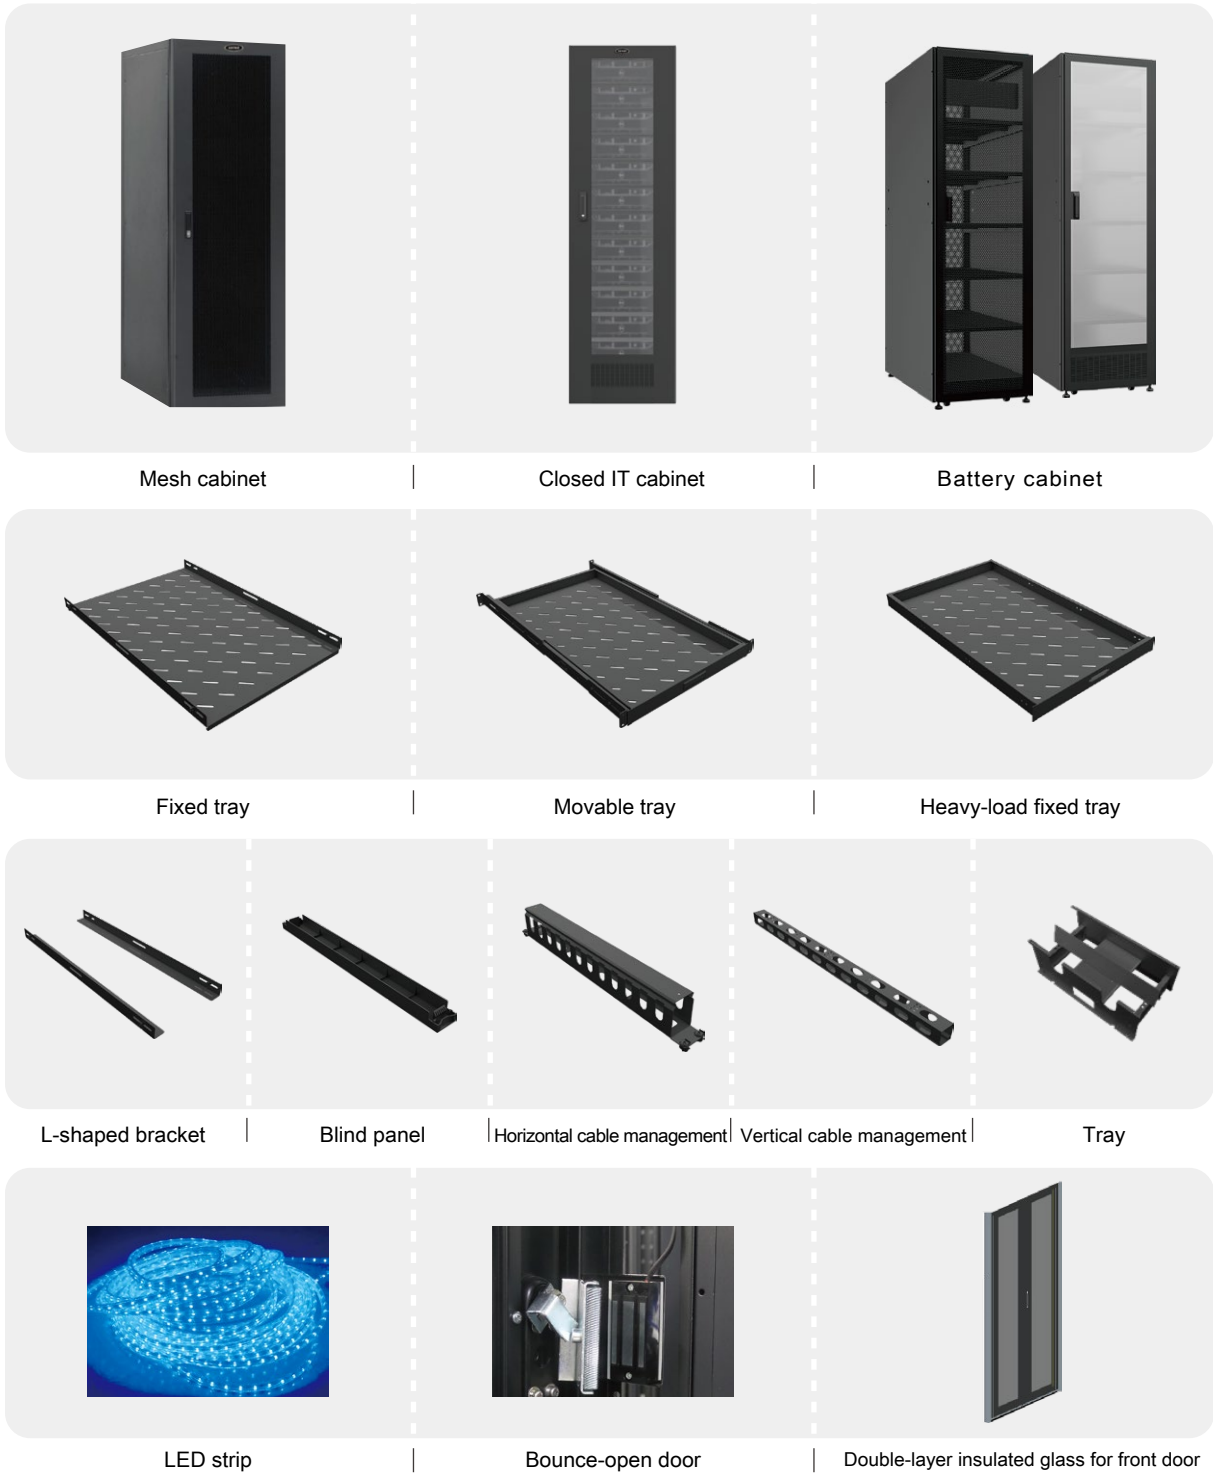 Mesh cabinet
Closed IT cabinet
Battery cabinet
Fixed tray
Movable tray
Heavy-load fixed tray
L-shaped bracket
Blind panel
Horizontal cable management
Vertical cable management
Tray
LED strip
Bounce-open door
Double-layer insulated glass for front door